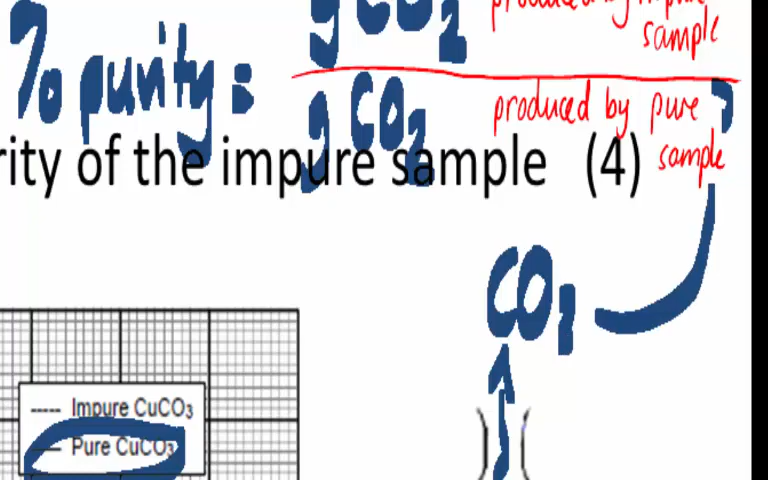 g CO2 produced by impure sample
% purity =
g CO2 produced by pure sample
rity of the impure sample (4)
CO2
Impure CuCO3
Pure CuCO3